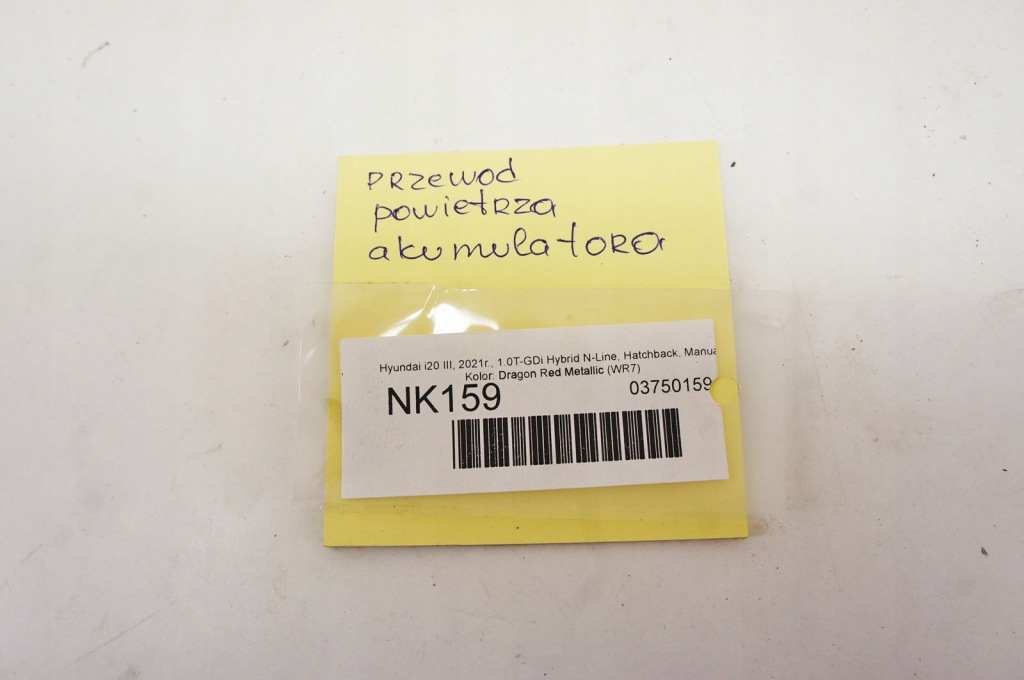 przewod
powietrza
akumulatora
Hyundai i20 III, 2021r., 1.0T-GDi Hybrid N-Line, Hatchback. Manua
Kolor: Dragon Red Metallic (WR7)
NK159 03750159